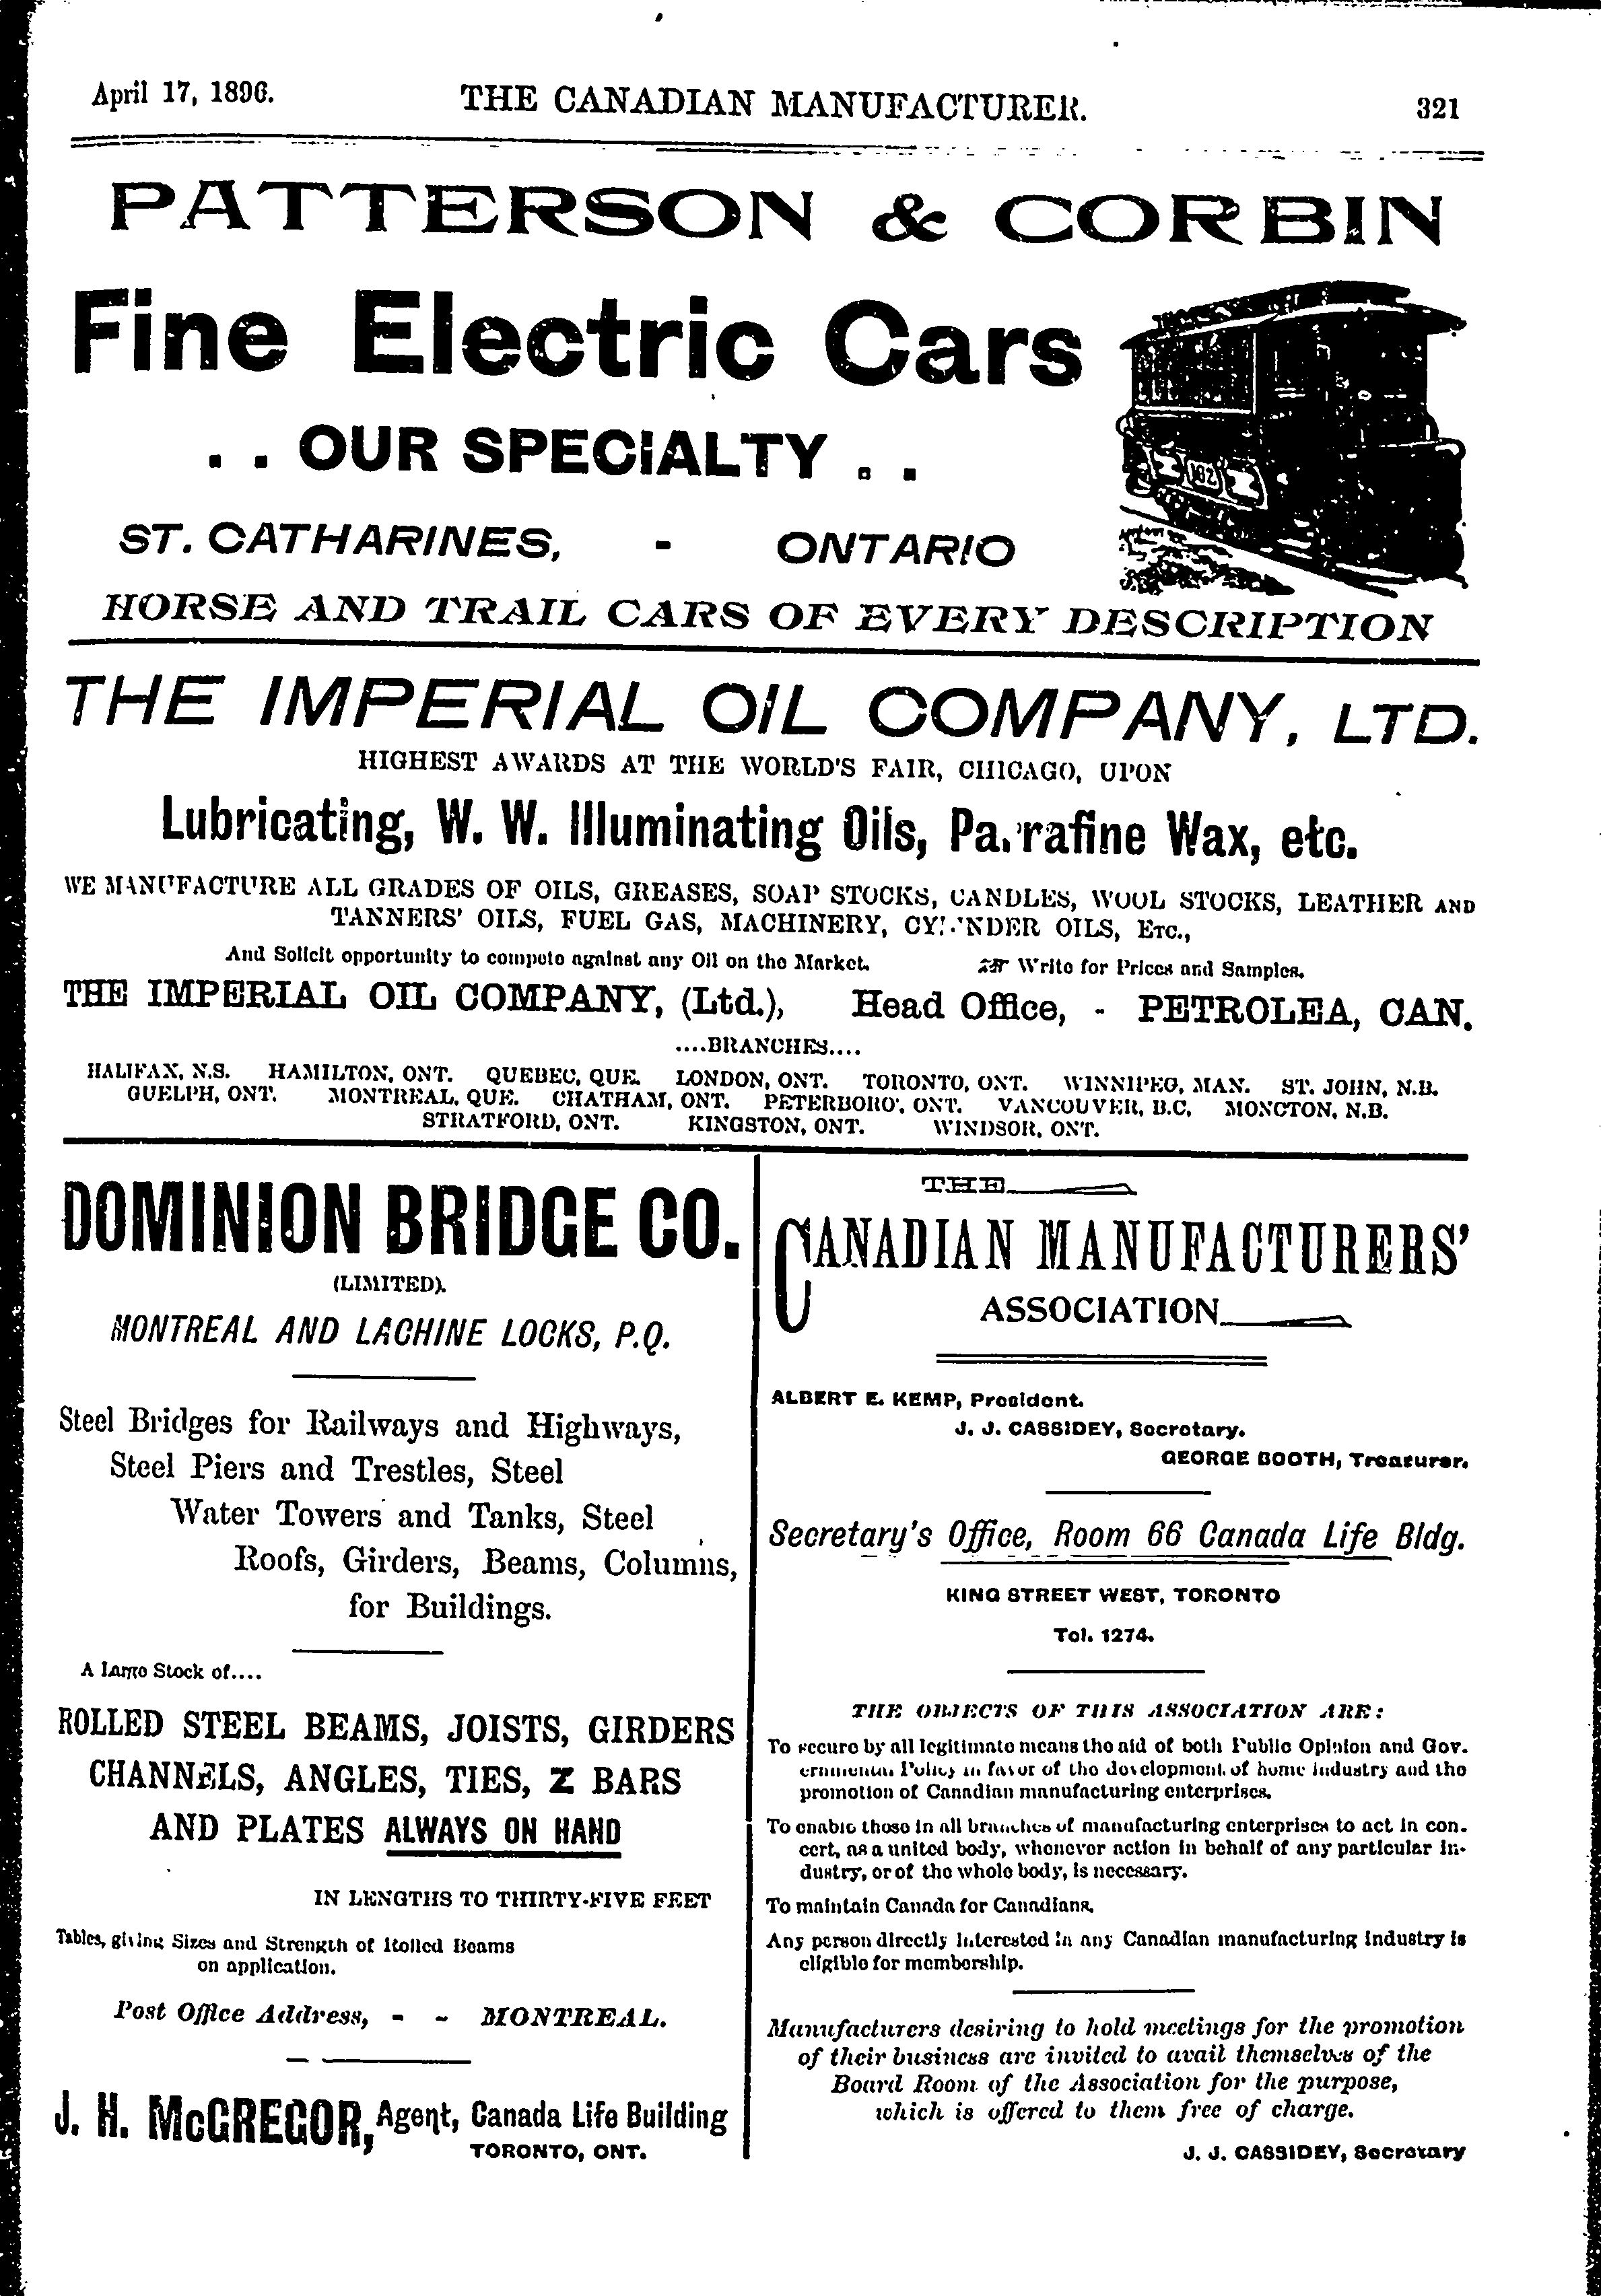 April 17, 1896.
THE CANADIAN MANUFACTURER.
321
PATTERSON & CORBIN
Fine Electric Cars
. . OUR SPECIALTY . .
ST. CATHARINES, - ONTARIO
182
HORSE AND TRAIL CARS OF EVERY DESCRIPTION
THE IMPERIAL OIL COMPANY, LTD.
HIGHEST AWARDS AT THE WORLD'S FAIR, CHICAGO, UPON
Lubricating, W. W. Illuminating Oils, Parrafine Wax, etc.
WE MANUFACTURE ALL GRADES OF OILS, GREASES, SOAP STOCKS, CANDLES, WOOL STOCKS, LEATHER AND
TANNERS' OILS, FUEL GAS, MACHINERY, CYLINDER OILS, ETC.,
And Solicit opportunity to compete against any Oil on the Market. ☞ Write for Prices and Samples.
THE IMPERIAL OIL COMPANY, (Ltd.), Head Office, - PETROLEA, CAN.
....BRANCHES....
HALIFAX, N.S. HAMILTON, ONT. QUEBEC, QUE. LONDON, ONT. TORONTO, ONT. WINNIPEG, MAN. ST. JOHN, N.B.
GUELPH, ONT. MONTREAL, QUE. CHATHAM, ONT. PETERBORO', ONT. VANCOUVER, B.C. MONCTON, N.B.
STRATFORD, ONT. KINGSTON, ONT. WINDSOR, ONT.
DOMINION BRIDGE CO.
(LIMITED).
MONTREAL AND LACHINE LOCKS, P.Q.
Steel Bridges for Railways and Highways,
Steel Piers and Trestles, Steel
Water Towers and Tanks, Steel
Roofs, Girders, Beams, Columns,
for Buildings.
A Large Stock of....
ROLLED STEEL BEAMS, JOISTS, GIRDERS
CHANNELS, ANGLES, TIES, Z BARS
AND PLATES ALWAYS ON HAND
IN LENGTHS TO THIRTY-FIVE FEET
Tables, giving Sizes and Strength of Rolled Beams
on application.
Post Office Address, - - MONTREAL.
J. H. McGREGOR, Agent, Canada Life Building
TORONTO, ONT.
THE
CANADIAN MANUFACTURERS'
ASSOCIATION
ALBERT E. KEMP, President.
J. J. CASSIDEY, Secretary.
GEORGE BOOTH, Treasurer.
Secretary's Office, Room 66 Canada Life Bldg.
KING STREET WEST, TORONTO
Tel. 1274.
THE OBJECTS OF THIS ASSOCIATION ARE:
To secure by all legitimate means the aid of both Public Opinion and Gov-
ernmental Policy in favor of the development of home industry and the
promotion of Canadian manufacturing enterprises.
To enable those in all branches of manufacturing enterprises to act in con-
cert, as a united body, whenever action in behalf of any particular in-
dustry, or of the whole body, is necessary.
To maintain Canada for Canadians.
Any person directly interested in any Canadian manufacturing industry is
eligible for membership.
Manufacturers desiring to hold meetings for the promotion
of their business are invited to avail themselves of the
Board Room of the Association for the purpose,
which is offered to them free of charge.
J. J. CASSIDEY, Secretary